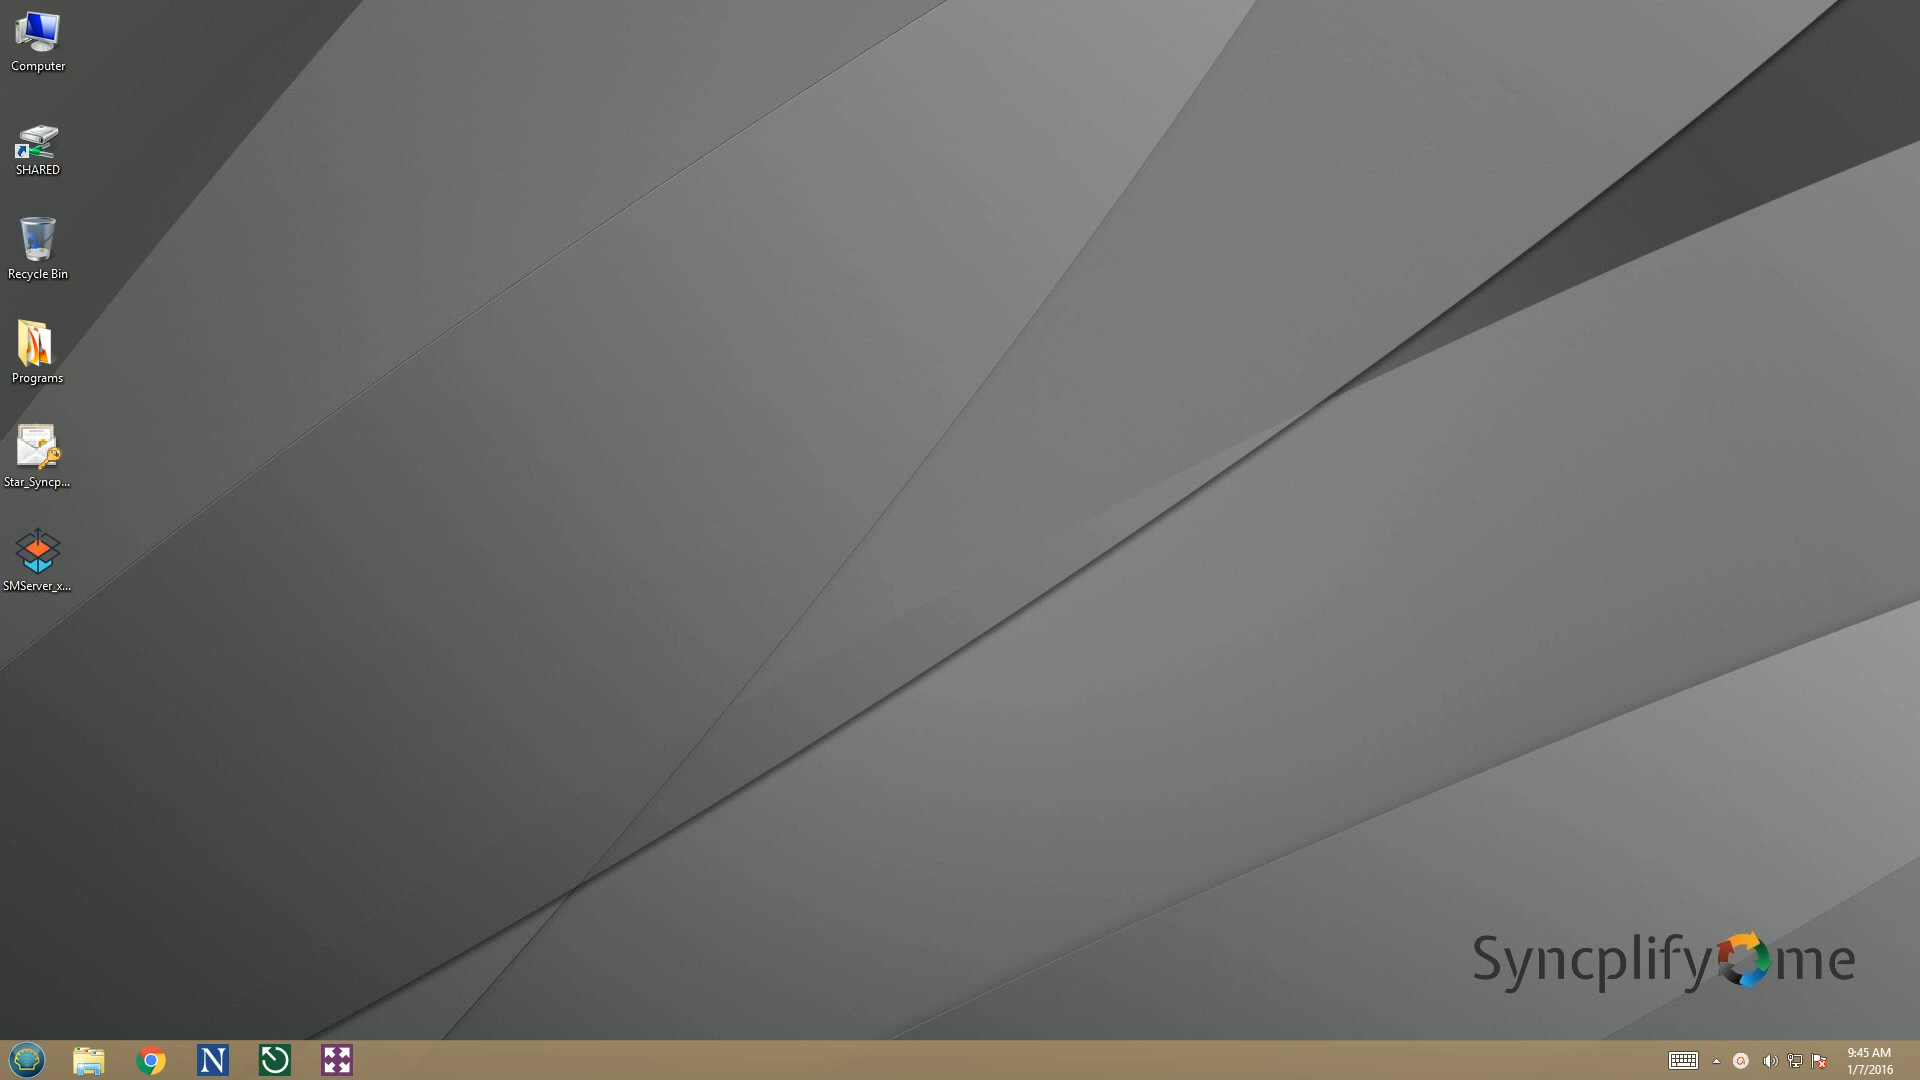 Computer
SHARED
Recycle Bin
Programs
Star_Syncp...
SMServer_x...
Syncplify me
N
9:45 AM
1/7/2016